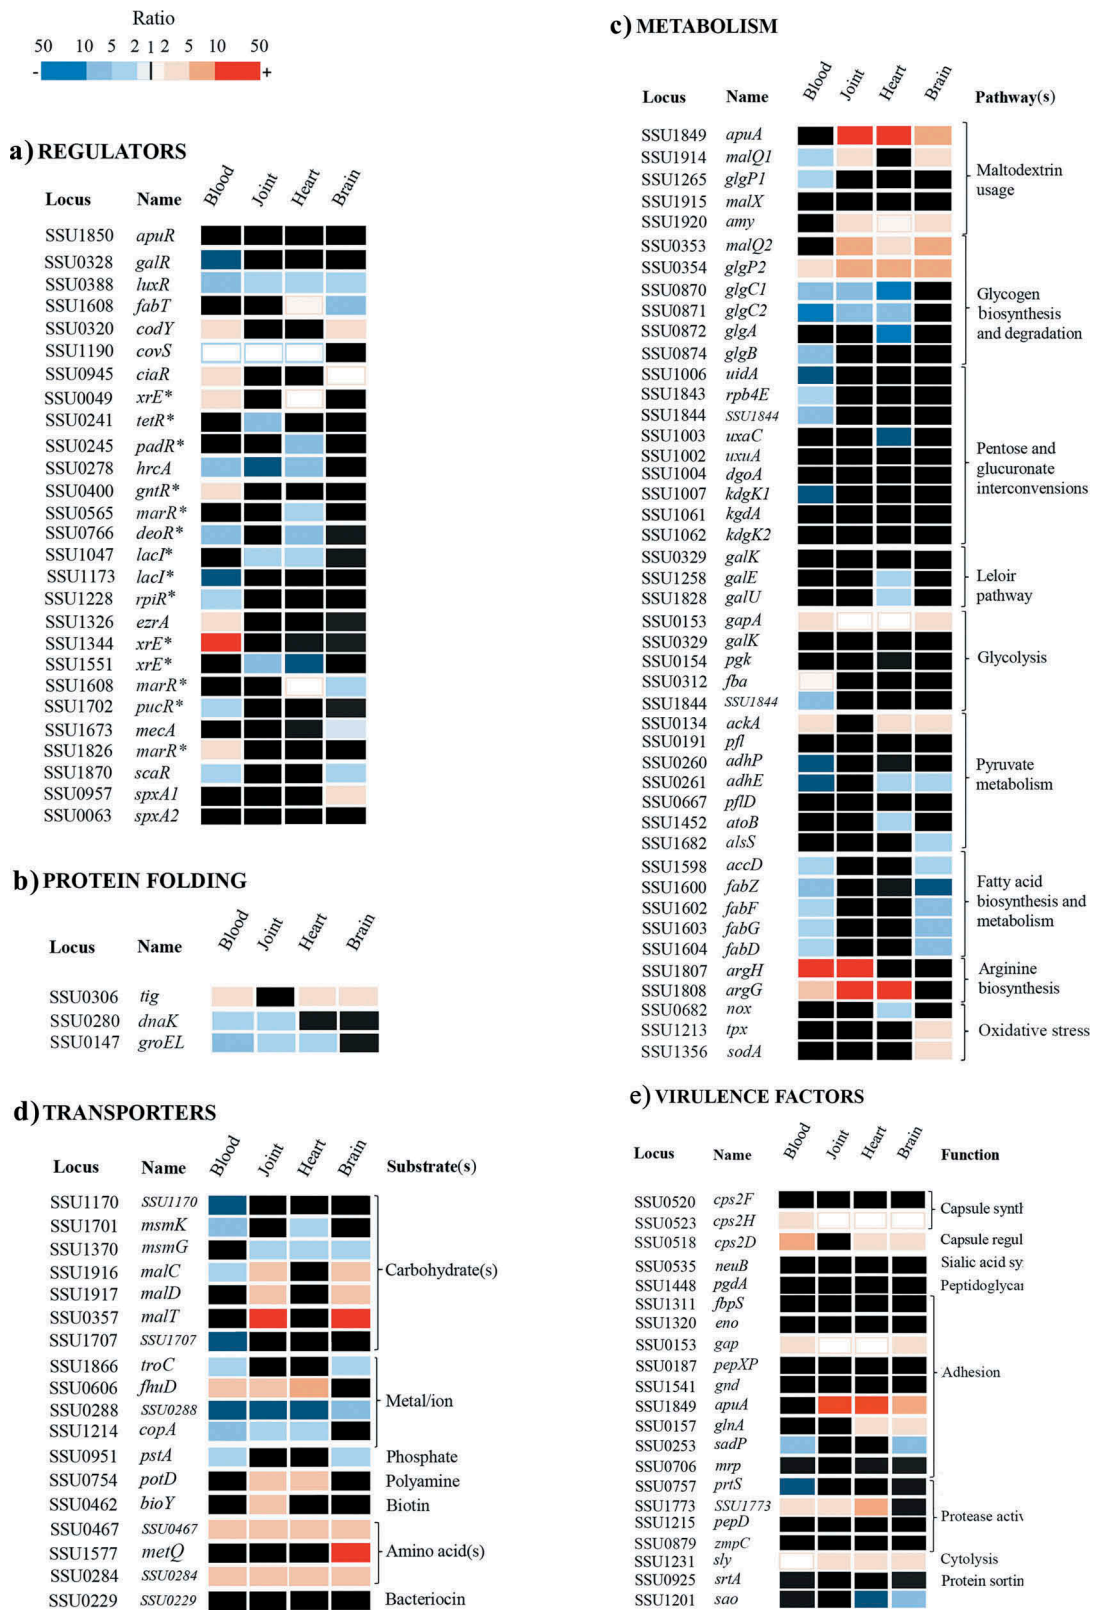 Ratio
50 10 5 2 1 2 5 10 50
- +
a) REGULATORS
Locus Name Blood Joint Heart Brain
SSU1850 apuR
SSU0328 galR
SSU0388 luxR
SSU1608 fabT
SSU0320 codY
SSU1190 covS
SSU0945 ciaR
SSU0049 xrE*
SSU0241 tetR*
SSU0245 padR*
SSU0278 hrcA
SSU0400 gntR*
SSU0565 marR*
SSU0766 deoR*
SSU1047 lacI*
SSU1173 lacI*
SSU1228 rpiR*
SSU1326 ezrA
SSU1344 xrE*
SSU1551 xrE*
SSU1608 marR*
SSU1702 pucR*
SSU1673 mecA
SSU1826 marR*
SSU1870 scaR
SSU0957 spxA1
SSU0063 spxA2
b) PROTEIN FOLDING
Locus Name Blood Joint Heart Brain
SSU0306 tig
SSU0280 dnaK
SSU0147 groEL
c) METABOLISM
Locus Name Blood Joint Heart Brain Pathway(s)
SSU1849 apuA
SSU1914 malQ1
Maltodextrin
SSU1265 glgP1
usage
SSU1915 malX
SSU1920 amy
SSU0353 malQ2
SSU0354 glgP2
SSU0870 glgC1
Glycogen
SSU0871 glgC2
biosynthesis
SSU0872 glgA
and degradation
SSU0874 glgB
SSU1006 uidA
SSU1843 rpb4E
SSU1844 SSU1844
SSU1003 uxaC
Pentose and
SSU1002 uxuA
glucuronate
SSU1004 dgoA
interconvensions
SSU1007 kdgK1
SSU1061 kgdA
SSU1062 kdgK2
SSU0329 galK
SSU1258 galE
Leloir
SSU1828 galU
pathway
SSU0153 gapA
SSU0329 galK
SSU0154 pgk
Glycolysis
SSU0312 fba
SSU1844 SSU1844
SSU0134 ackA
SSU0191 pfl
SSU0260 adhP
Pyruvate
SSU0261 adhE
metabolism
SSU0667 pflD
SSU1452 atoB
SSU1682 alsS
SSU1598 accD
SSU1600 fabZ
Fatty acid
SSU1602 fabF
biosynthesis and
SSU1603 fabG
metabolism
SSU1604 fabD
SSU1807 argH
Arginine
SSU1808 argG
biosynthesis
SSU0682 nox
SSU1213 tpx
Oxidative stress
SSU1356 sodA
d) TRANSPORTERS
Locus Name Blood Joint Heart Brain Substrate(s)
SSU1170 SSU1170
SSU1701 msmK
SSU1370 msmG
SSU1916 malC
Carbohydrate(s)
SSU1917 malD
SSU0357 malT
SSU1707 SSU1707
SSU1866 troC
SSU0606 fhuD
Metal/ion
SSU0288 SSU0288
SSU1214 copA
SSU0951 pstA Phosphate
SSU0754 potD Polyamine
SSU0462 bioY Biotin
SSU0467 SSU0467
SSU1577 metQ Amino acid(s)
SSU0284 SSU0284
SSU0229 SSU0229 Bacteriocin
e) VIRULENCE FACTORS
Locus Name Blood Joint Heart Brain Function
SSU0520 cps2F
Capsule synth
SSU0523 cps2H
SSU0518 cps2D Capsule regul
SSU0535 neuB Sialic acid sy
SSU1448 pgdA Peptidoglycan
SSU1311 fbpS
SSU1320 eno
SSU0153 gap
SSU0187 pepXP Adhesion
SSU1541 gnd
SSU1849 apuA
SSU0157 glnA
SSU0253 sadP
SSU0706 mrp
SSU0757 prtS
SSU1773 SSU1773
Protease activ
SSU1215 pepD
SSU0879 zmpC
SSU1231 sly Cytolysis
SSU0925 srtA Protein sortin
SSU1201 sao